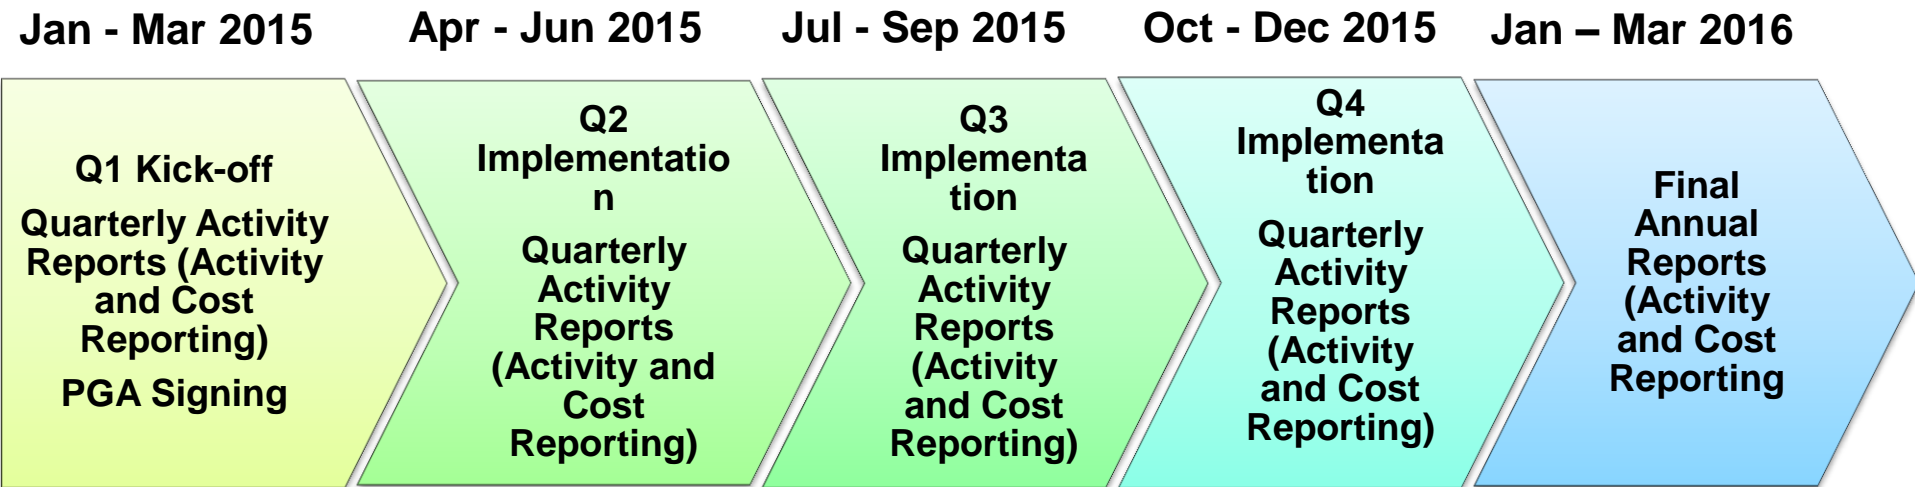 Jan - Mar 2015
Apr - Jun 2015
Jul - Sep 2015
Oct - Dec 2015
Jan – Mar 2016
Q1 Kick-off
Quarterly Activity
Reports (Activity
and Cost
Reporting)
PGA Signing
Q2
Implementatio
n
Quarterly
Activity
Reports
(Activity and
Cost
Reporting)
Q3
Implementa
tion
Quarterly
Activity
Reports
(Activity
and Cost
Reporting)
Q4
Implementa
tion
Quarterly
Activity
Reports
(Activity
and Cost
Reporting)
Final
Annual
Reports
(Activity
and Cost
Reporting